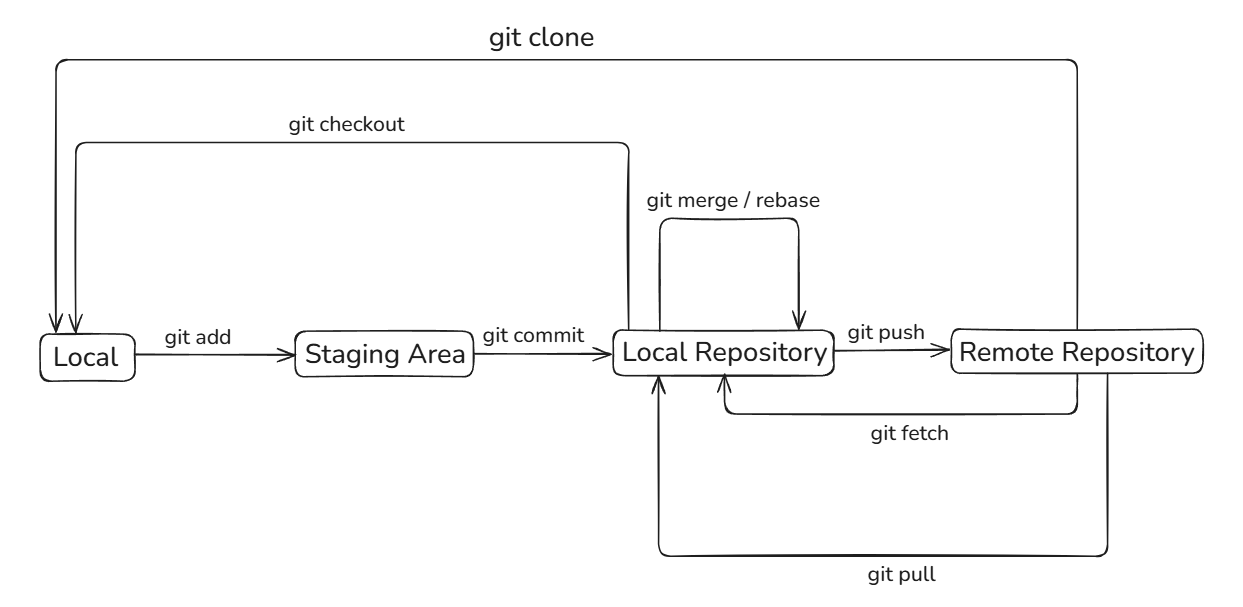 git clone
git checkout
git merge / rebase
Local
git add
Staging Area
git commit
Local Repository
git push
Remote Repository
git fetch
git pull